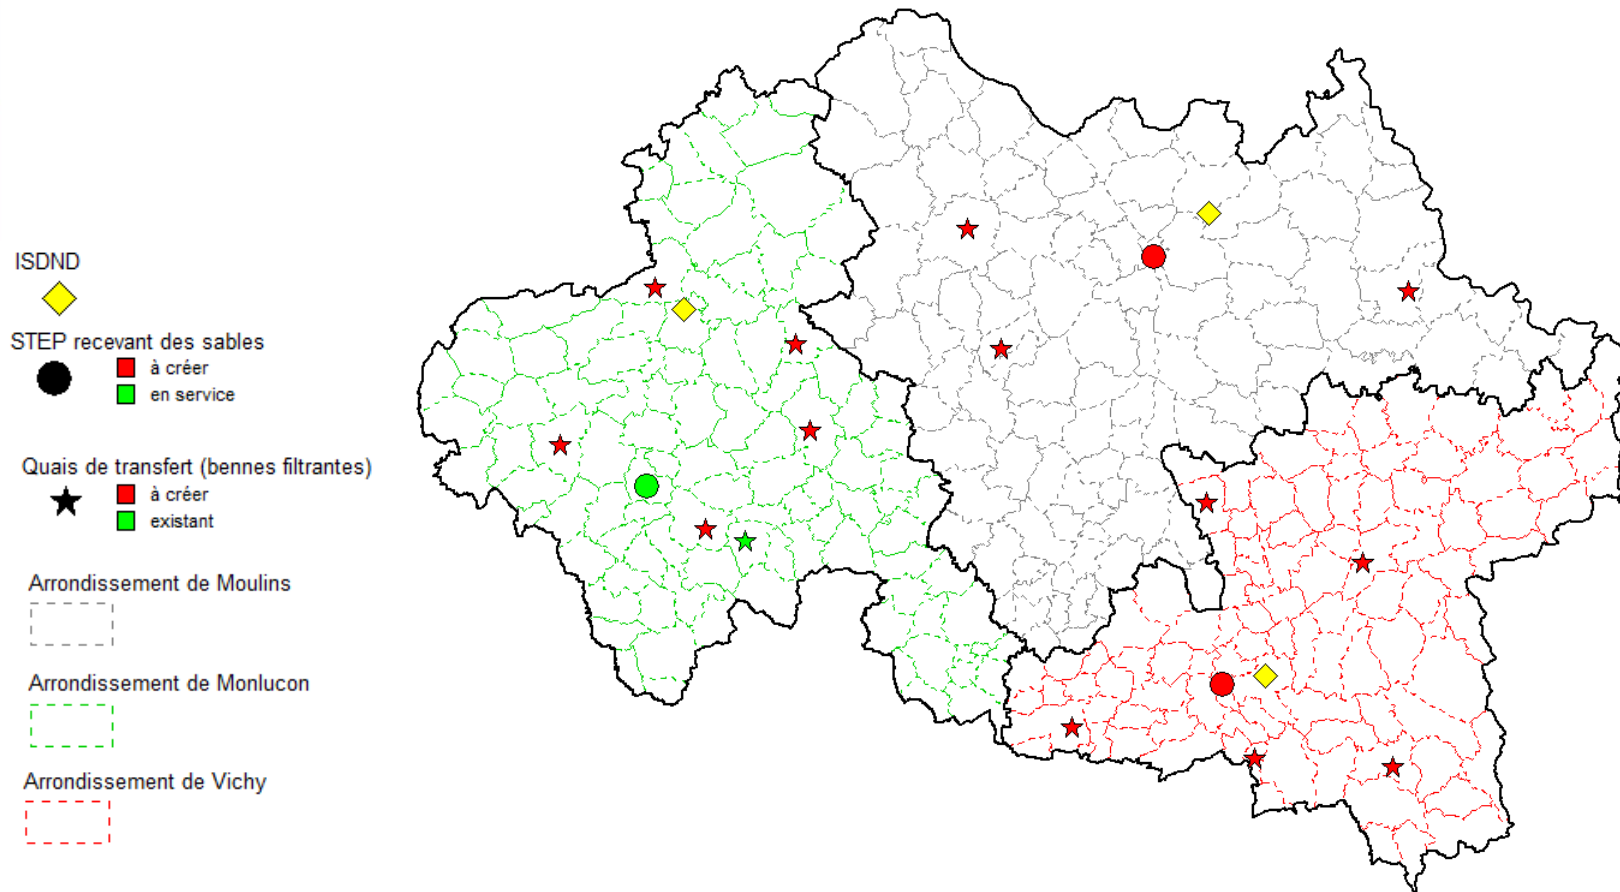 ISDND
STEP recevant des sables
à créer
en service
Quais de transfert (bennes filtrantes)
à créer
existant
Arrondissement de Moulins
Arrondissement de Monlucon
Arrondissement de Vichy